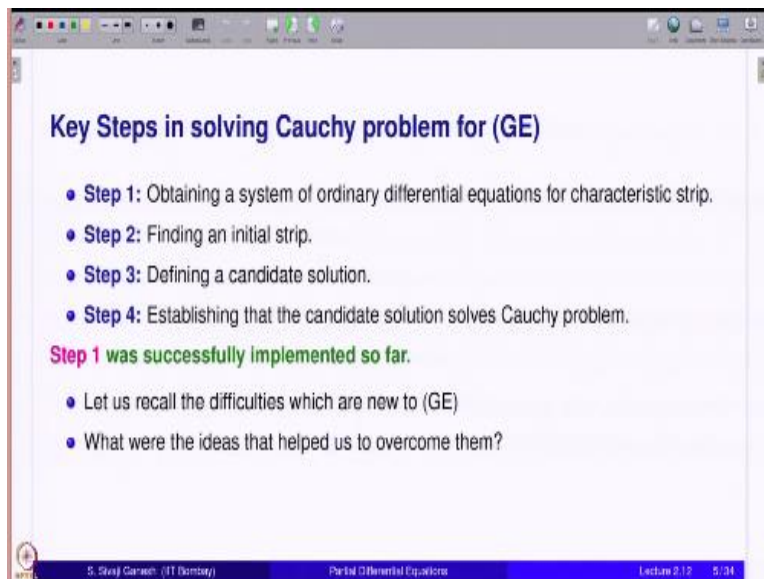 Key Steps in solving Cauchy problem for (GE)
Step 1: Obtaining a system of ordinary differential equations for characteristic strip.
Step 2: Finding an initial strip.
Step 3: Defining a candidate solution.
Step 4: Establishing that the candidate solution solves Cauchy problem.
Step 1 was successfully implemented so far.
Let us recall the difficulties which are new to (GE)
What were the ideas that helped us to overcome them?
S. Sivaji Ganesh (IIT Bombay) Partial Differential Equations Lecture 2.12 5/34